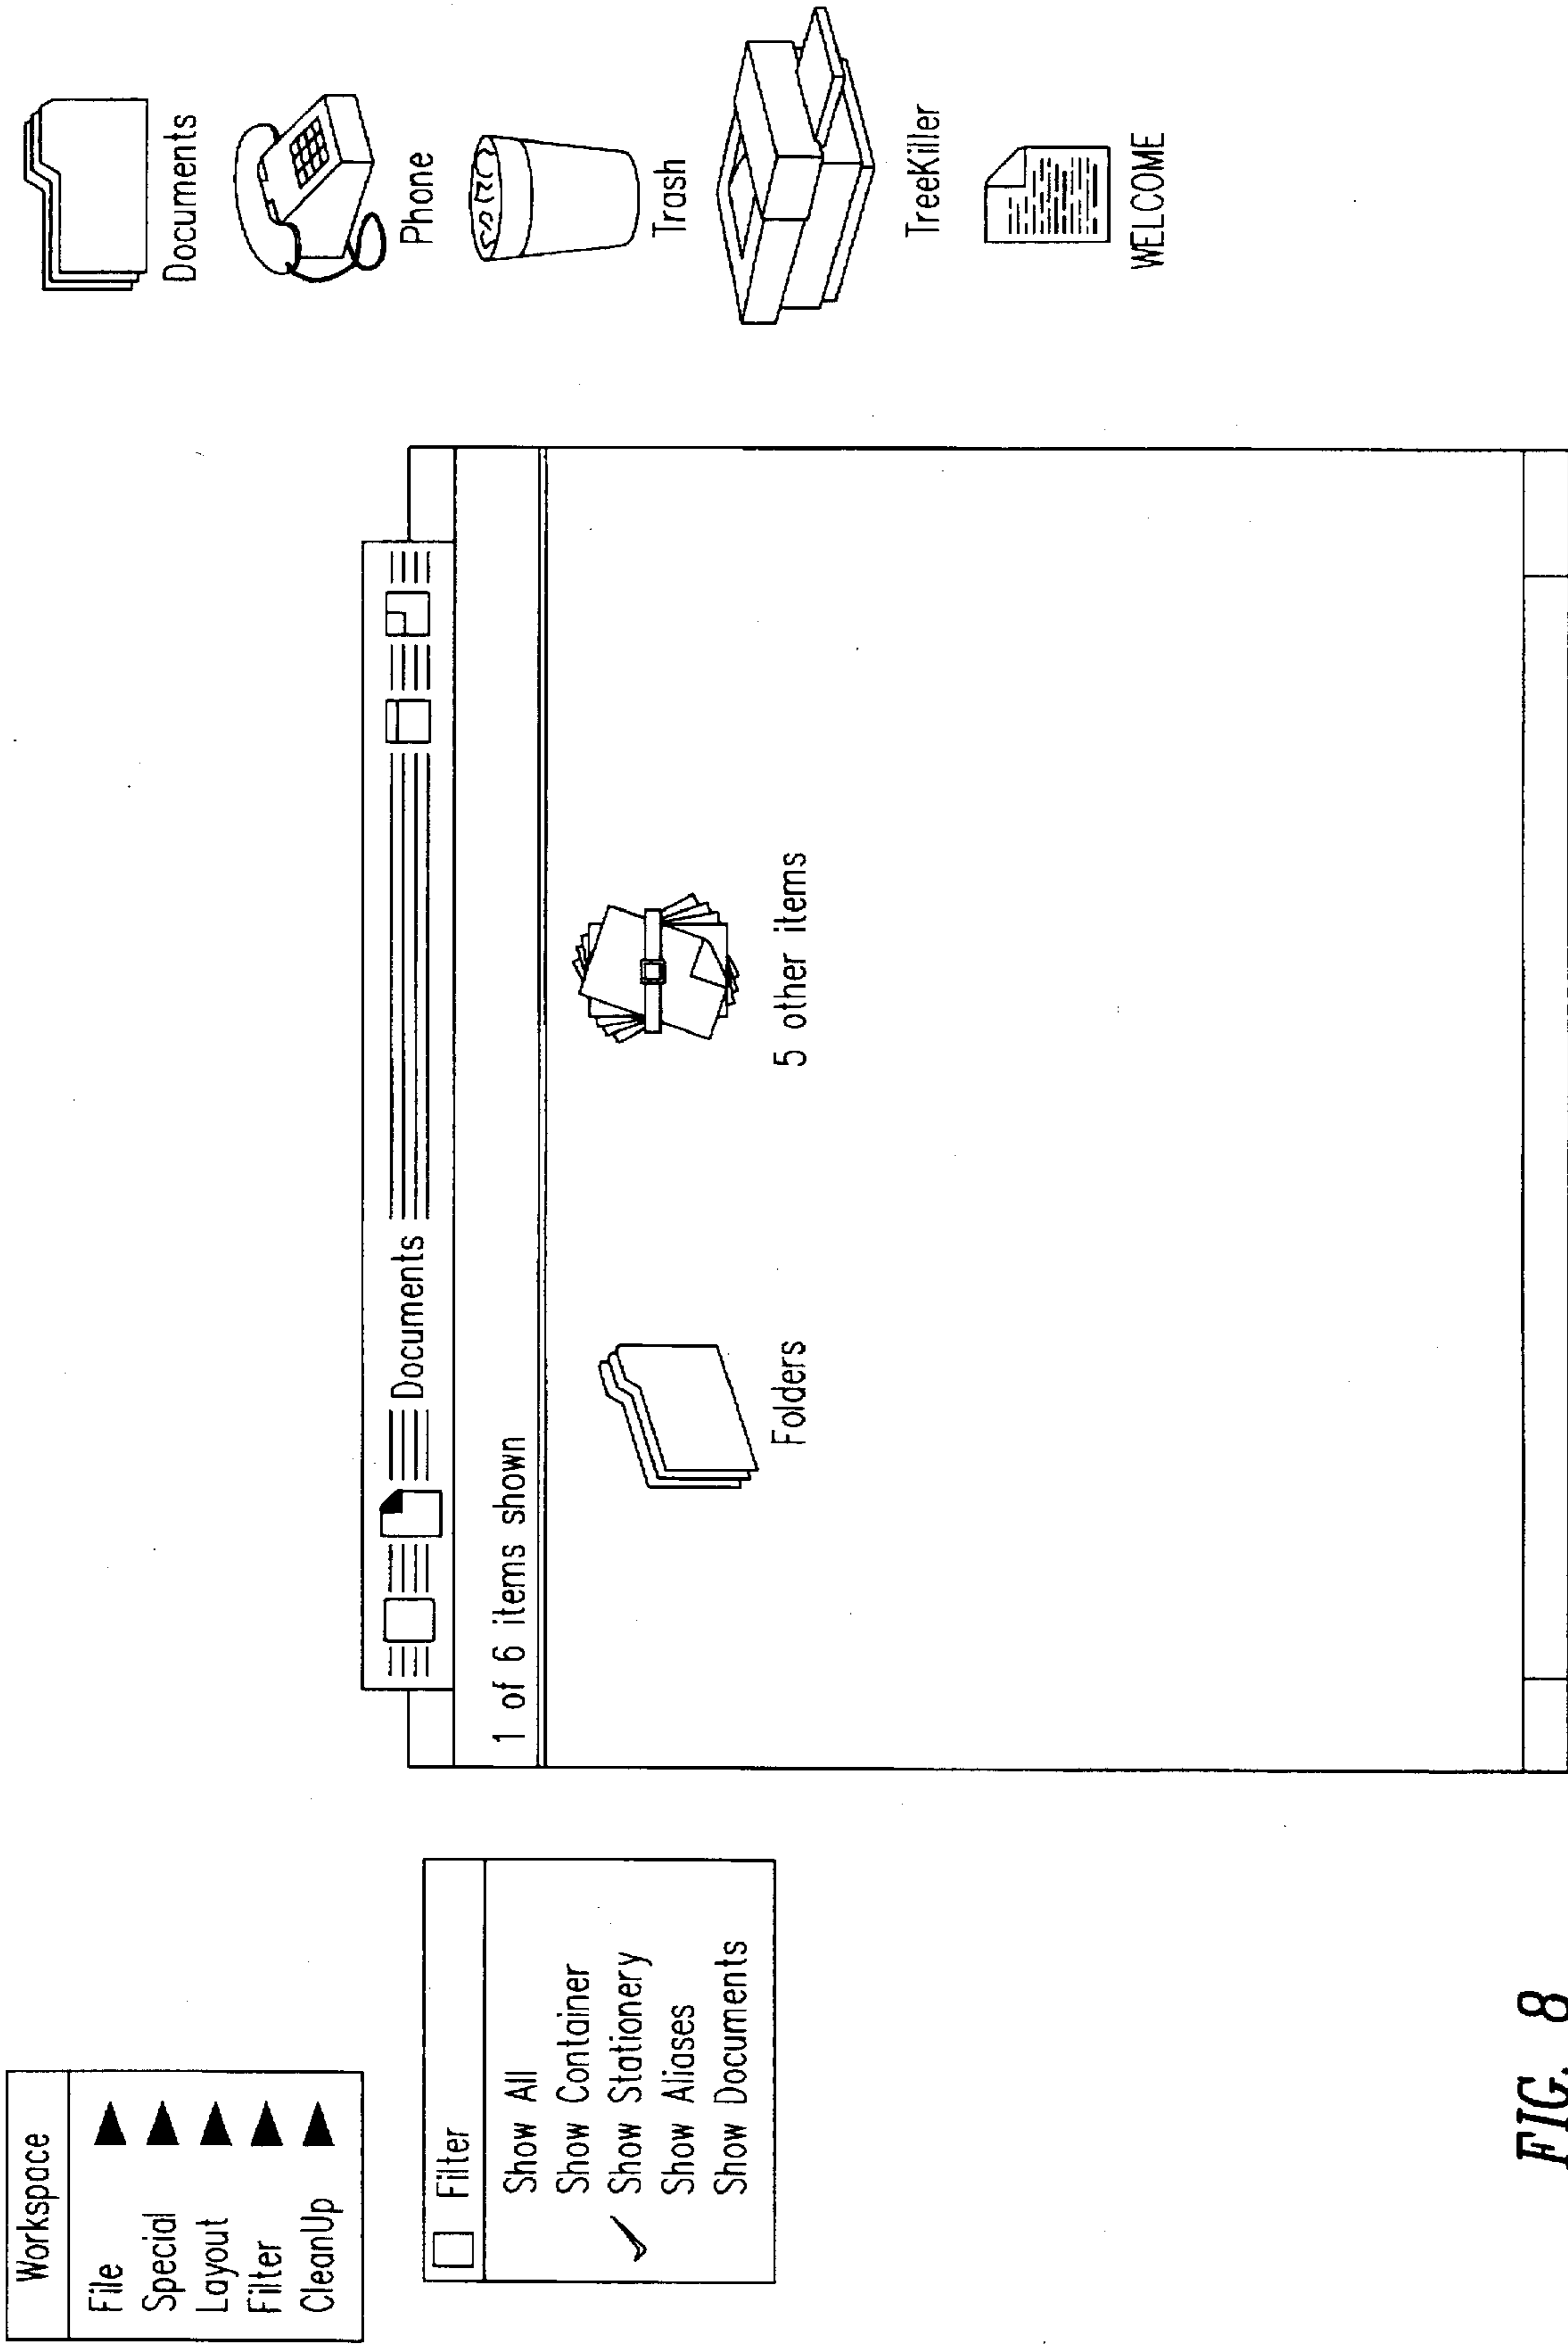 Workspace
File
Special
Layout
Filter
CleanUp
Filter
Show All
Show Container
Show Stationery
Show Aliases
Show Documents
Documents
1 of 6 items shown
Folders
5 other items
Documents
Phone
Trash
TreeKiller
WELCOME
FIG. 8